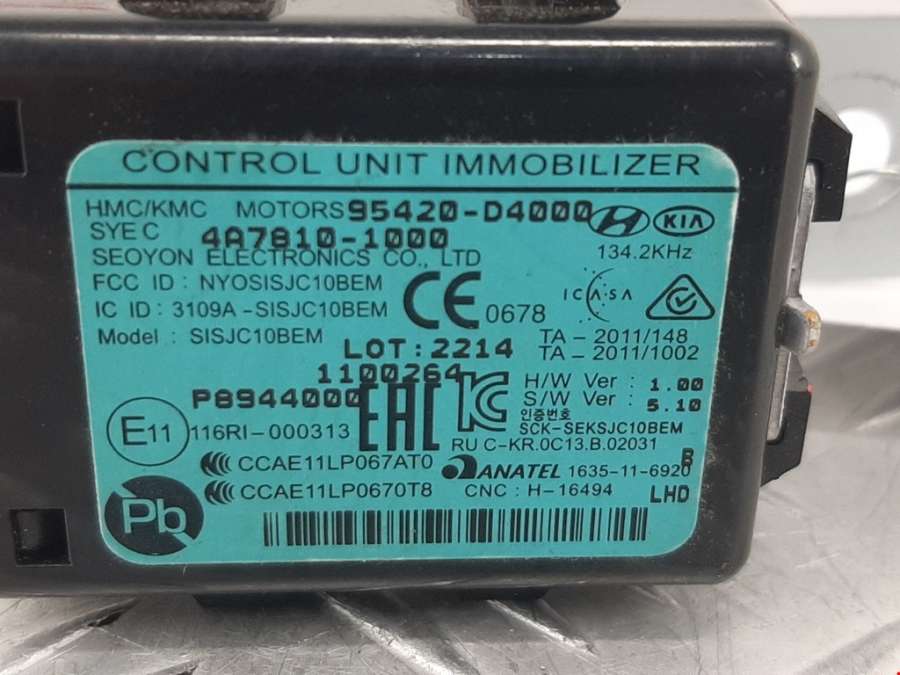 CONTROL UNIT IMMOBILIZER
HMC/KMC MOTORS 95420-D4000 KIA
SYE C 4A7810-1000 134.2KHz
SEOYON ELECTRONICS CO., LTD
FCC ID : NYOSISJC10BEM
IC ID : 3109A-SISJC10BEM CE 0678 ICASA
Model : SISJC10BEM TA - 2011/148
LOT:2214 TA - 2011/1002
1100264
P8944000 EAC H/W Ver : 1.00
S/W Ver : 5.10
인증번호
SCK-SEKSJC10BEM
E11 116RI-000313 RU C-KR.0C13.B.02031
CCAE11LP067AT0 ANATEL 1635-11-6920
B
CCAE11LP0670T8 CNC : H-16494 LHD
Pb